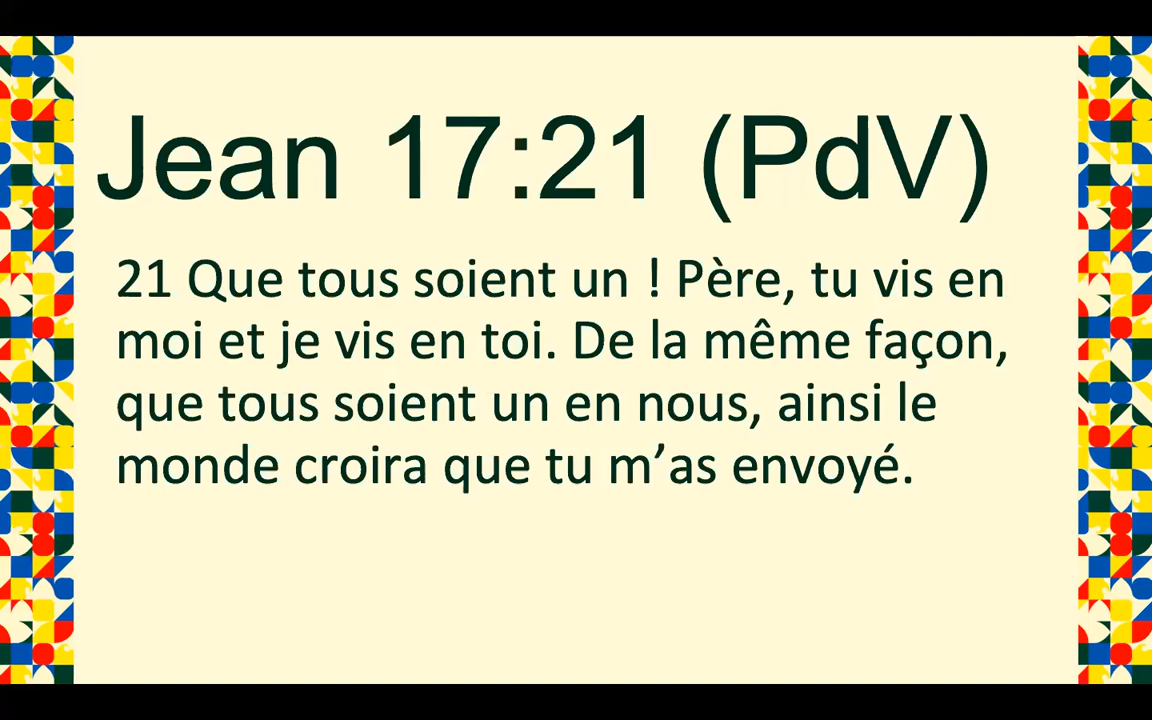 Jean 17:21 (PdV)
21 Que tous soient un ! Père, tu vis en
moi et je vis en toi. De la même façon,
que tous soient un en nous, ainsi le
monde croira que tu m’as envoyé.